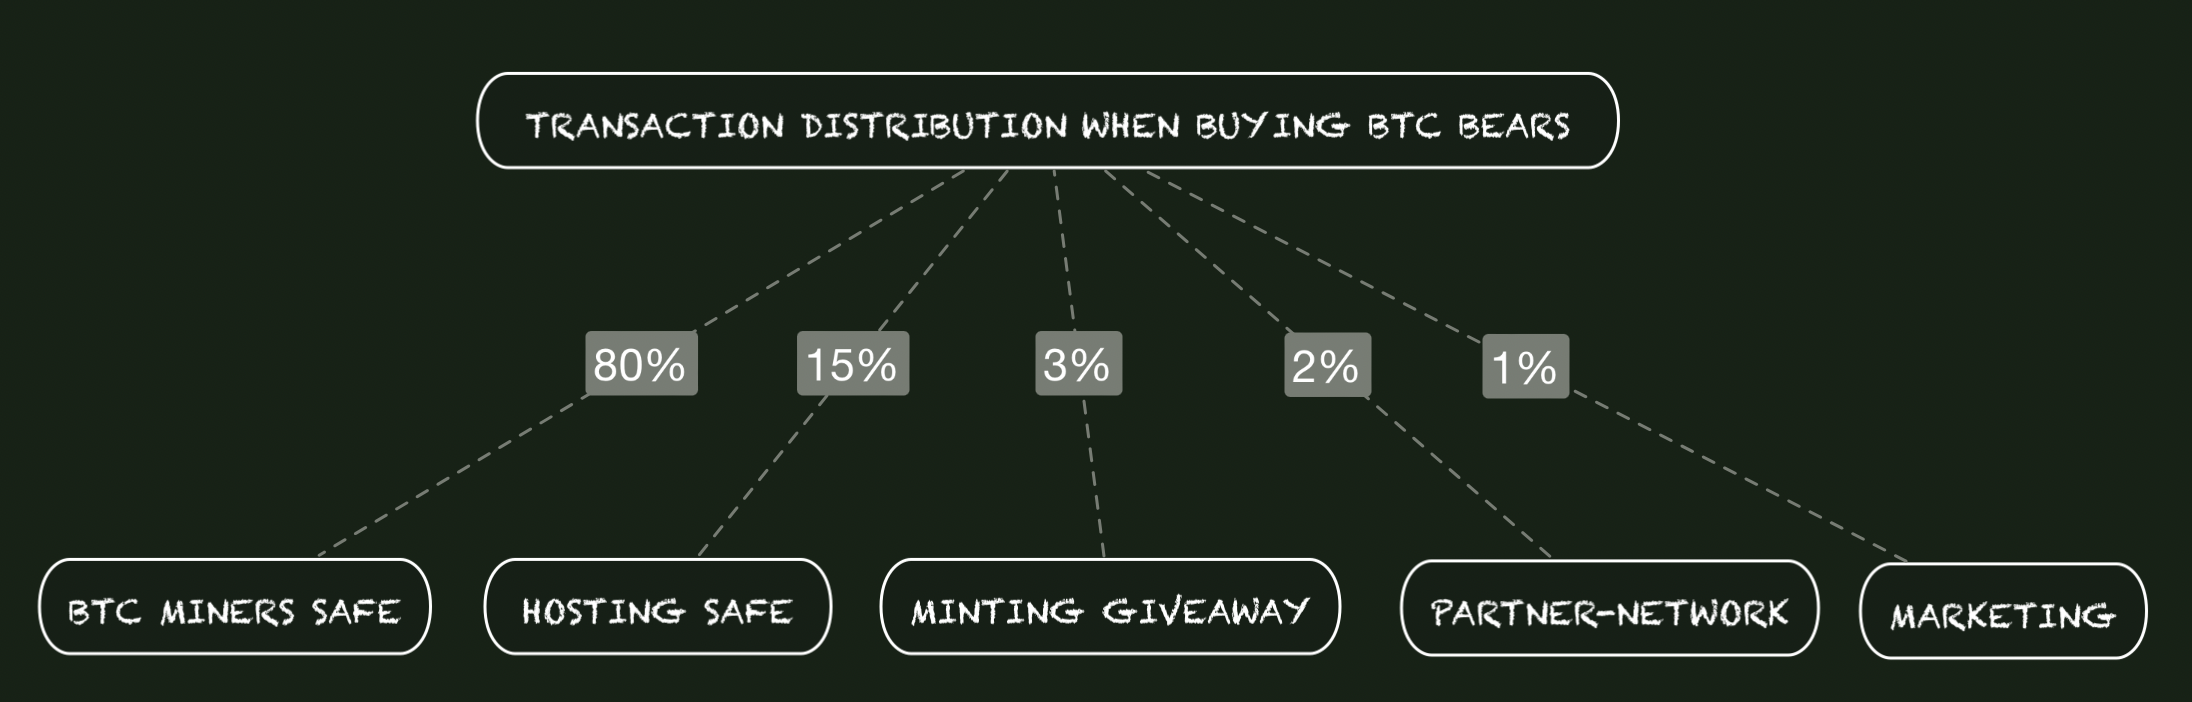 TRANSACTION DISTRIBUTION WHEN BUYING BTC BEARS
80%
15%
3%
2%
1%
BTC MINERS SAFE
HOSTING SAFE
MINTING GIVEAWAY
PARTNER-NETWORK
MARKETING